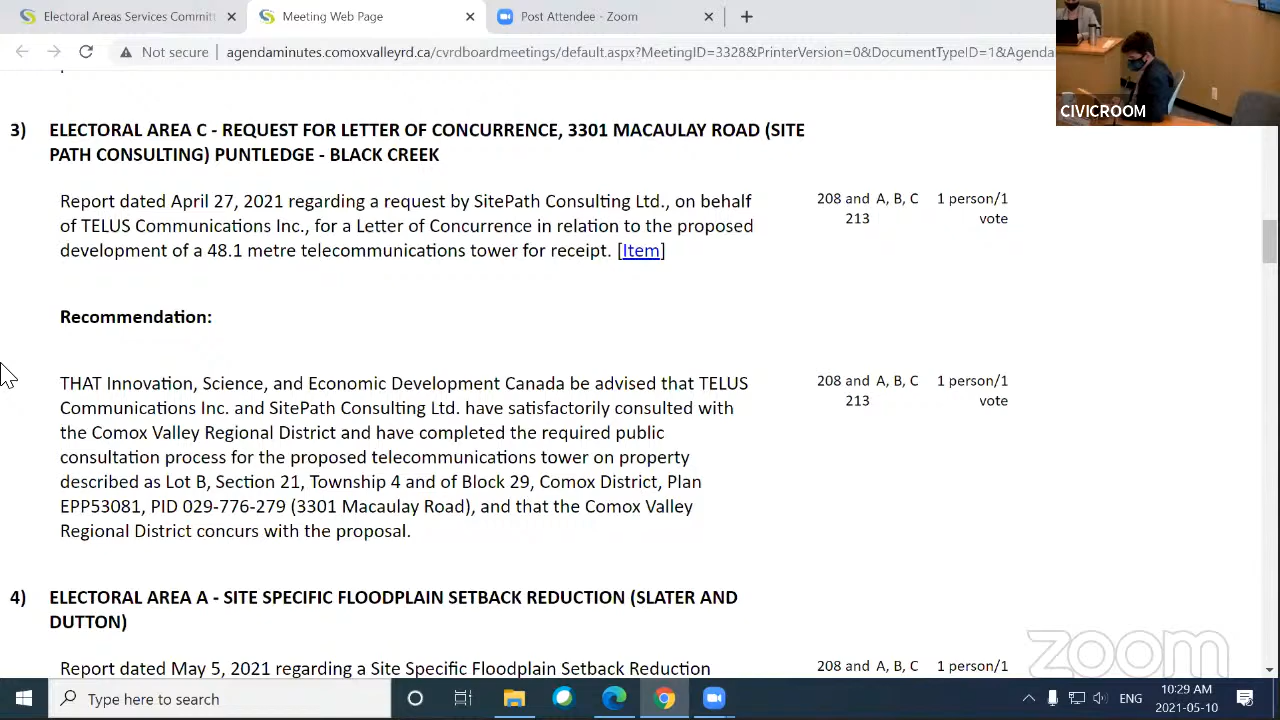 Electoral Areas Services Committ
Meeting Web Page
Post Attendee - Zoom
Not secure
agendaminutes.comoxvalleyrd.ca/cvrdboardmeetings/default.aspx?MeetingID=3328&PrinterVersion=0&DocumentTypeID=1&Agenda
CIVICROOM
3) ELECTORAL AREA C - REQUEST FOR LETTER OF CONCURRENCE, 3301 MACAULAY ROAD (SITE
PATH CONSULTING) PUNTLEDGE - BLACK CREEK
Report dated April 27, 2021 regarding a request by SitePath Consulting Ltd., on behalf
of TELUS Communications Inc., for a Letter of Concurrence in relation to the proposed
development of a 48.1 metre telecommunications tower for receipt. [Item]
208 and A, B, C 1 person/1
213 vote
Recommendation:
THAT Innovation, Science, and Economic Development Canada be advised that TELUS
Communications Inc. and SitePath Consulting Ltd. have satisfactorily consulted with
the Comox Valley Regional District and have completed the required public
consultation process for the proposed telecommunications tower on property
described as Lot B, Section 21, Township 4 and of Block 29, Comox District, Plan
EPP53081, PID 029-776-279 (3301 Macaulay Road), and that the Comox Valley
Regional District concurs with the proposal.
208 and A, B, C 1 person/1
213 vote
4) ELECTORAL AREA A - SITE SPECIFIC FLOODPLAIN SETBACK REDUCTION (SLATER AND
DUTTON)
Report dated May 5, 2021 regarding a Site Specific Floodplain Setback Reduction
208 and A, B, C 1 person/1
zoom
Type here to search
ENG
10:29 AM
2021-05-10